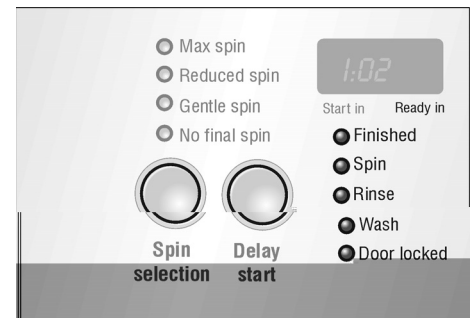 Max spin
Reduced spin
Gentle spin
No final spin
Spin
selection
Delay
start
1:02
Start in Ready in
Finished
Spin
Rinse
Wash
Door locked